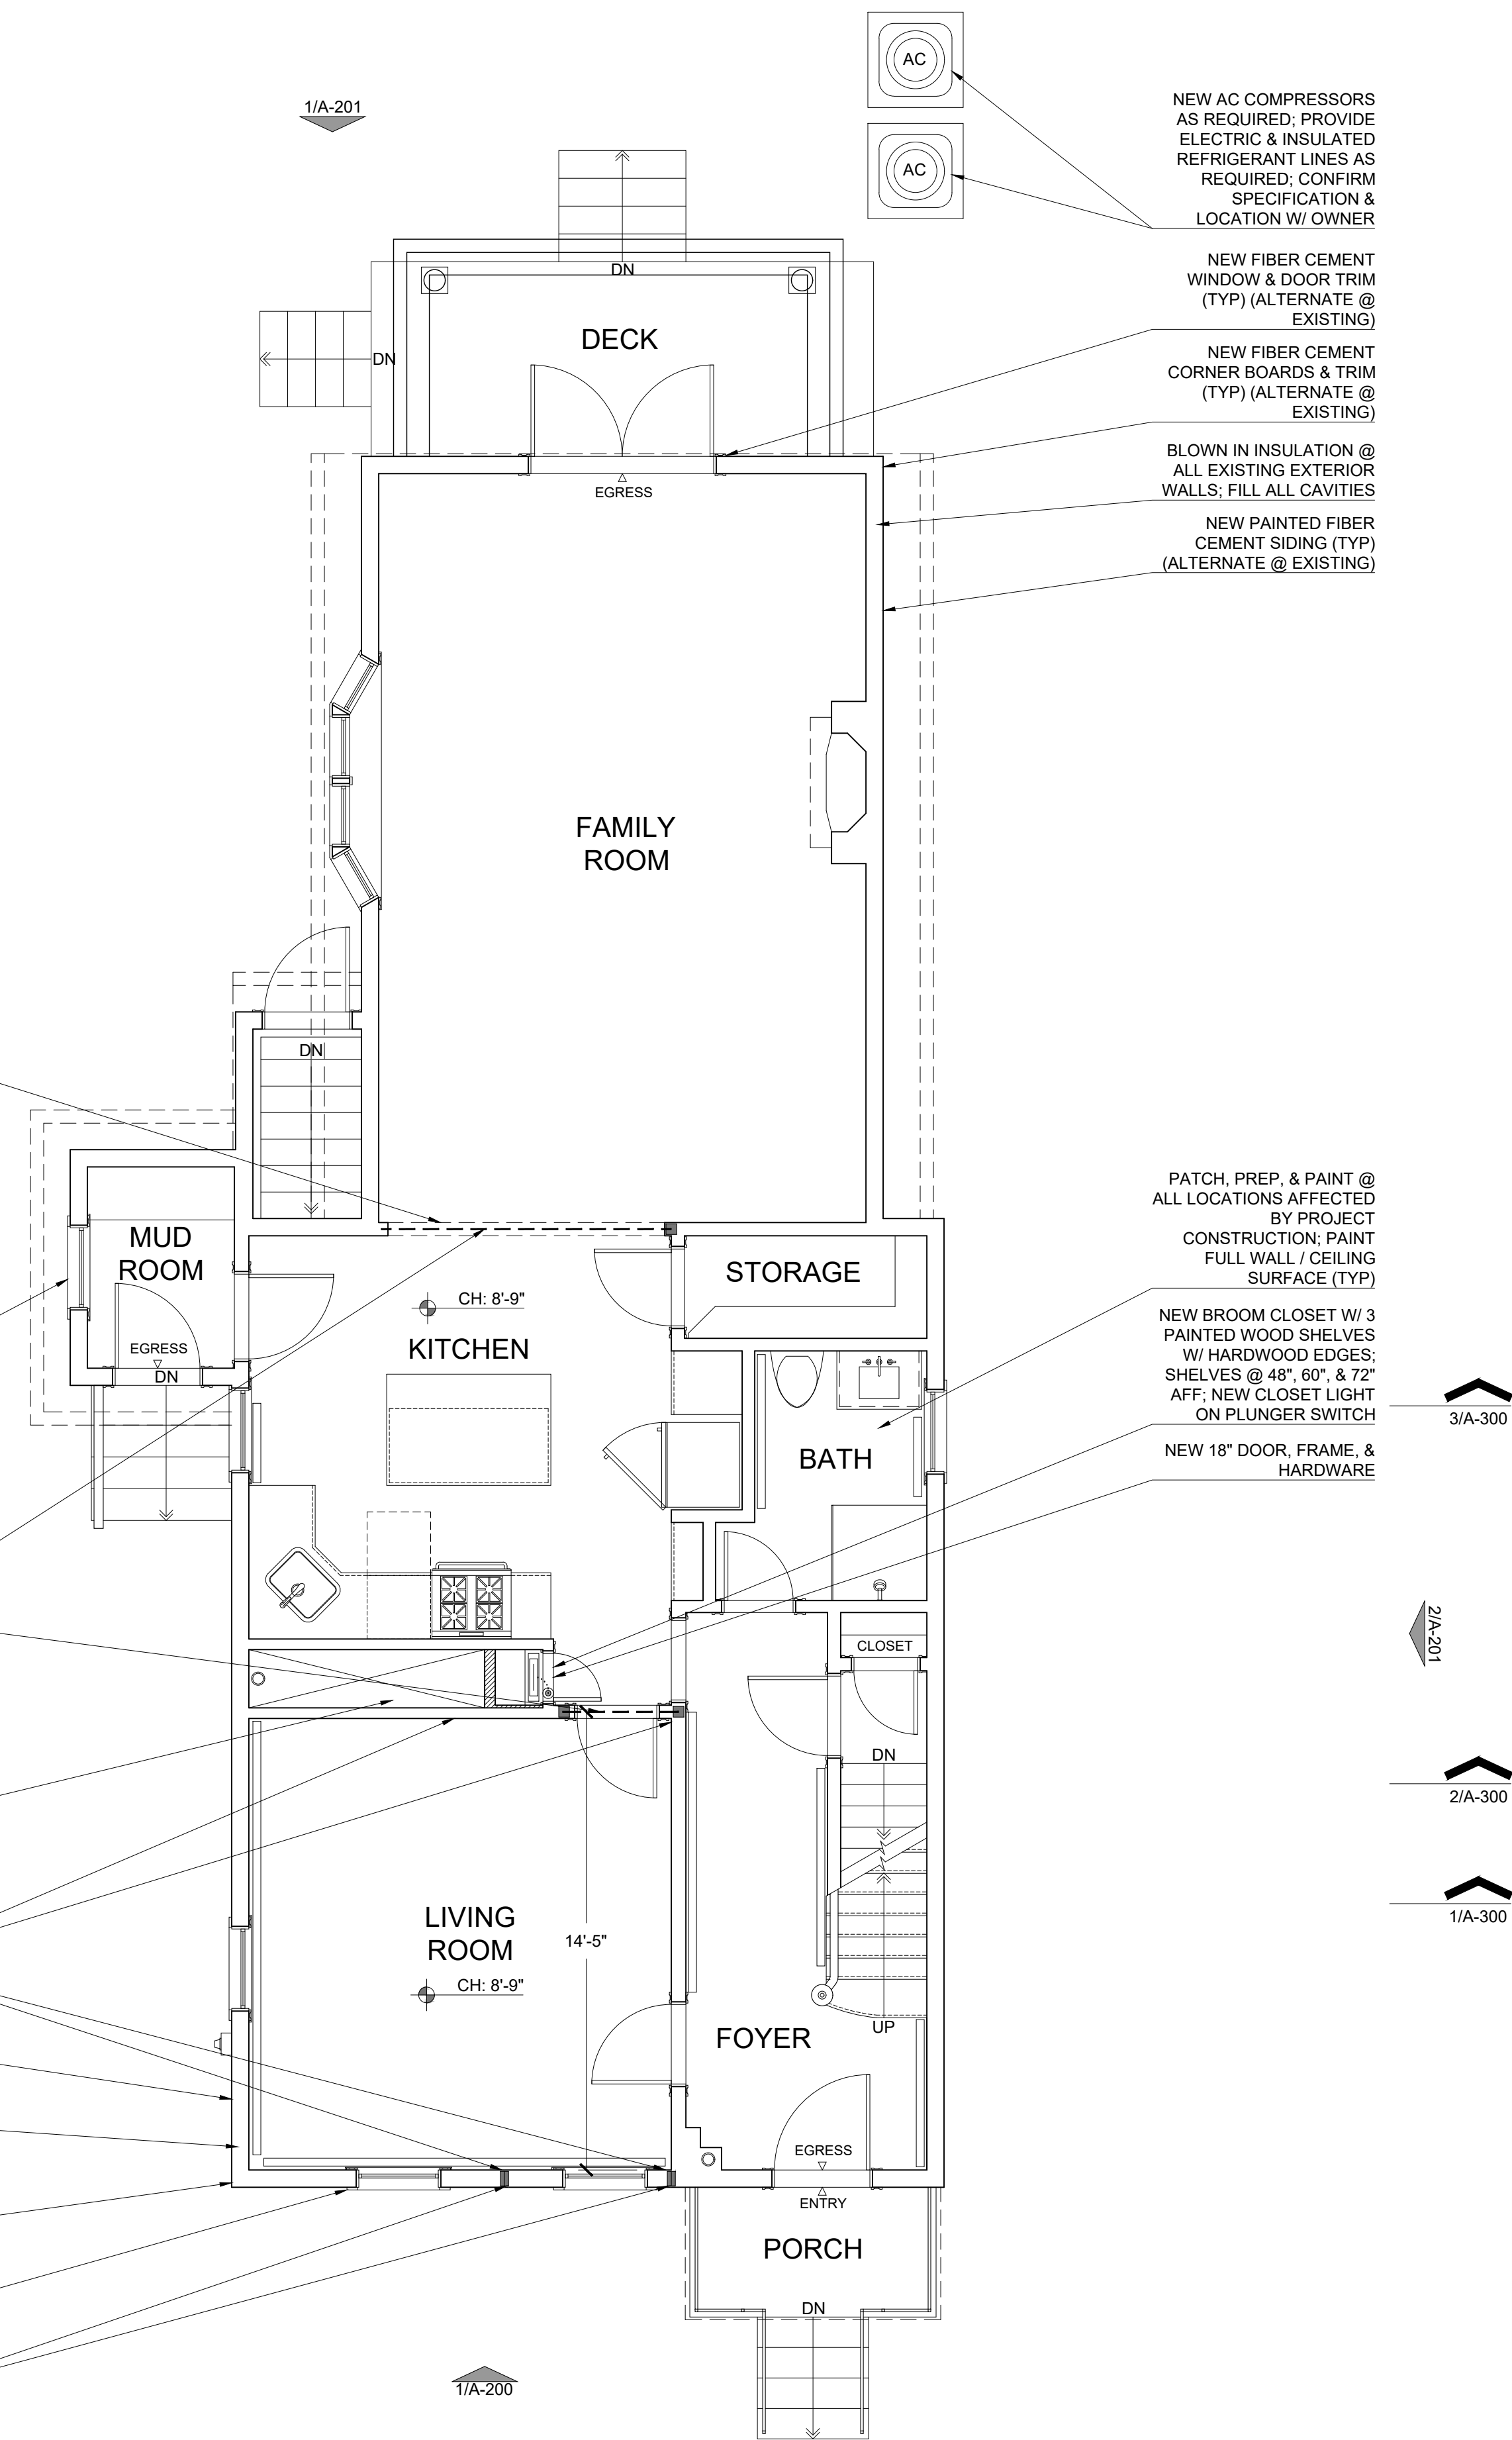 AC
AC
1/A-201
NEW AC COMPRESSORS
AS REQUIRED; PROVIDE
ELECTRIC & INSULATED
REFRIGERANT LINES AS
REQUIRED; CONFIRM
SPECIFICATION &
LOCATION W/ OWNER
NEW FIBER CEMENT
WINDOW & DOOR TRIM
(TYP) (ALTERNATE @
EXISTING)
NEW FIBER CEMENT
CORNER BOARDS & TRIM
(TYP) (ALTERNATE @
EXISTING)
BLOWN IN INSULATION @
ALL EXISTING EXTERIOR
WALLS; FILL ALL CAVITIES
NEW PAINTED FIBER
CEMENT SIDING (TYP)
(ALTERNATE @ EXISTING)
DN
DECK
DN
EGRESS
FAMILY
ROOM
DN
MUD
ROOM
EGRESS
DN
STORAGE
CH: 8'-9"
KITCHEN
BATH
PATCH, PREP, & PAINT @
ALL LOCATIONS AFFECTED
BY PROJECT
CONSTRUCTION; PAINT
FULL WALL / CEILING
SURFACE (TYP)
NEW BROOM CLOSET W/ 3
PAINTED WOOD SHELVES
W/ HARDWOOD EDGES;
SHELVES @ 48", 60", & 72"
AFF; NEW CLOSET LIGHT
ON PLUNGER SWITCH
NEW 18" DOOR, FRAME, &
HARDWARE
3/A-300
2/A-201
CLOSET
DN
2/A-300
1/A-300
LIVING
ROOM
14'-5"
CH: 8'-9"
FOYER
UP
EGRESS
ENTRY
PORCH
DN
1/A-200